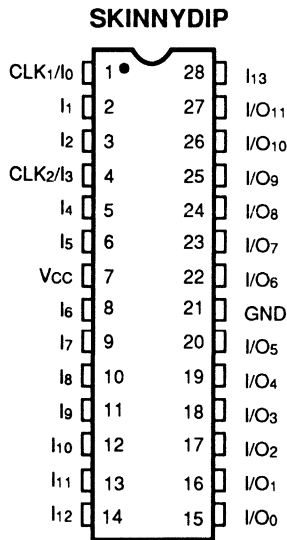 SKINNYDIP
CLK1/I0 1 28 I13
I1 2 27 I/O11
I2 3 26 I/O10
CLK2/I3 4 25 I/O9
I4 5 24 I/O8
I5 6 23 I/O7
VCC 7 22 I/O6
I6 8 21 GND
I7 9 20 I/O5
I8 10 19 I/O4
I9 11 18 I/O3
I10 12 17 I/O2
I11 13 16 I/O1
I12 14 15 I/O0